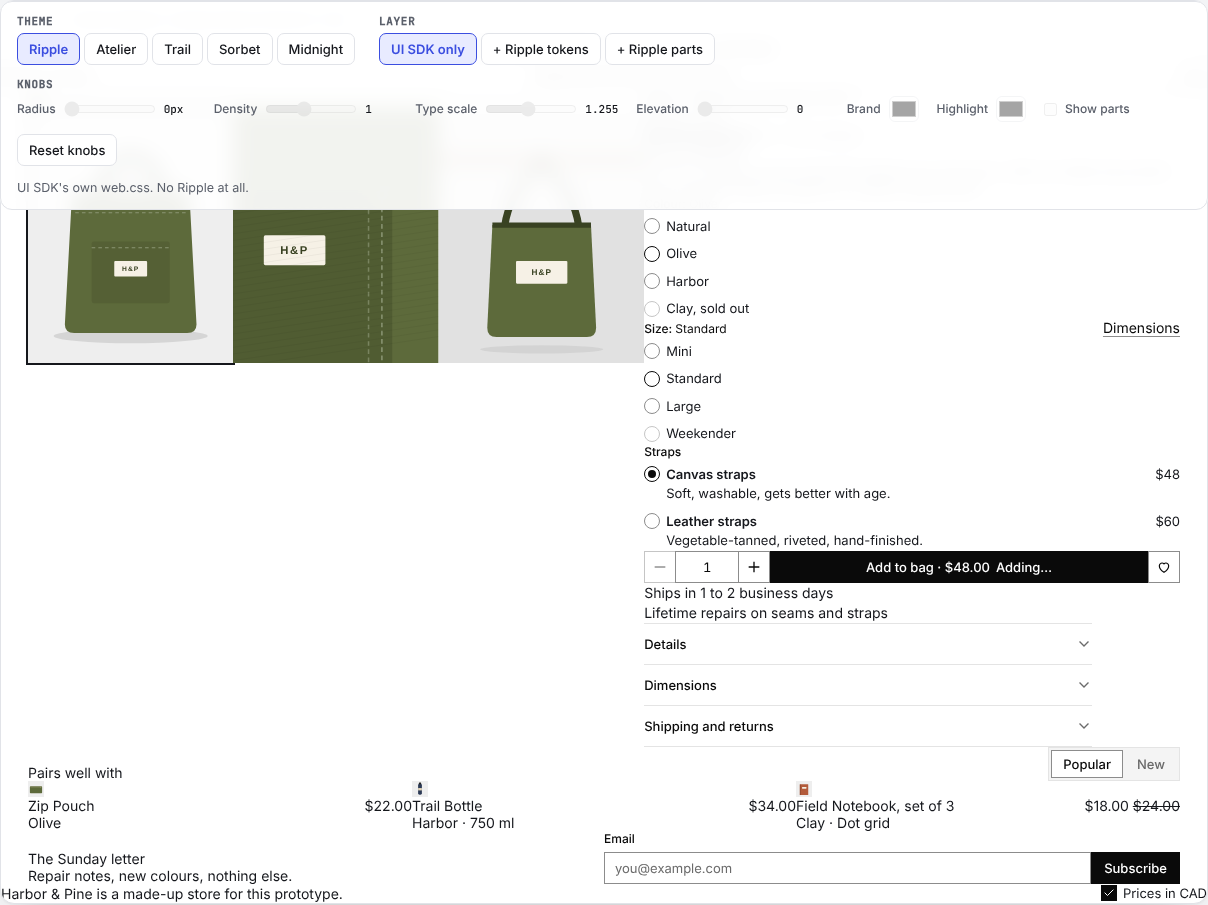 THEME
LAYER
Ripple
Atelier
Trail
Sorbet
Midnight
UI SDK only
+ Ripple tokens
+ Ripple parts
KNOBS
Radius 0px
Density 1
Type scale 1.255
Elevation 0
Brand
Highlight
Show parts
Reset knobs
UI SDK's own web.css. No Ripple at all.
H&P
H&P
H&P
Natural
Olive
Harbor
Clay, sold out
Size: Standard
Dimensions
Mini
Standard
Large
Weekender
Straps
Canvas straps $48
Soft, washable, gets better with age.
Leather straps $60
Vegetable-tanned, riveted, hand-finished.
1
Add to bag · $48.00 Adding…
Ships in 1 to 2 business days
Lifetime repairs on seams and straps
Details
Dimensions
Shipping and returns
Popular
New
Pairs well with
Zip Pouch $22.00
Olive
Trail Bottle $34.00
Harbor · 750 ml
Field Notebook, set of 3 $18.00 $24.00
Clay · Dot grid
The Sunday letter
Repair notes, new colours, nothing else.
Email
you@example.com
Subscribe
Harbor & Pine is a made-up store for this prototype.
Prices in CAD